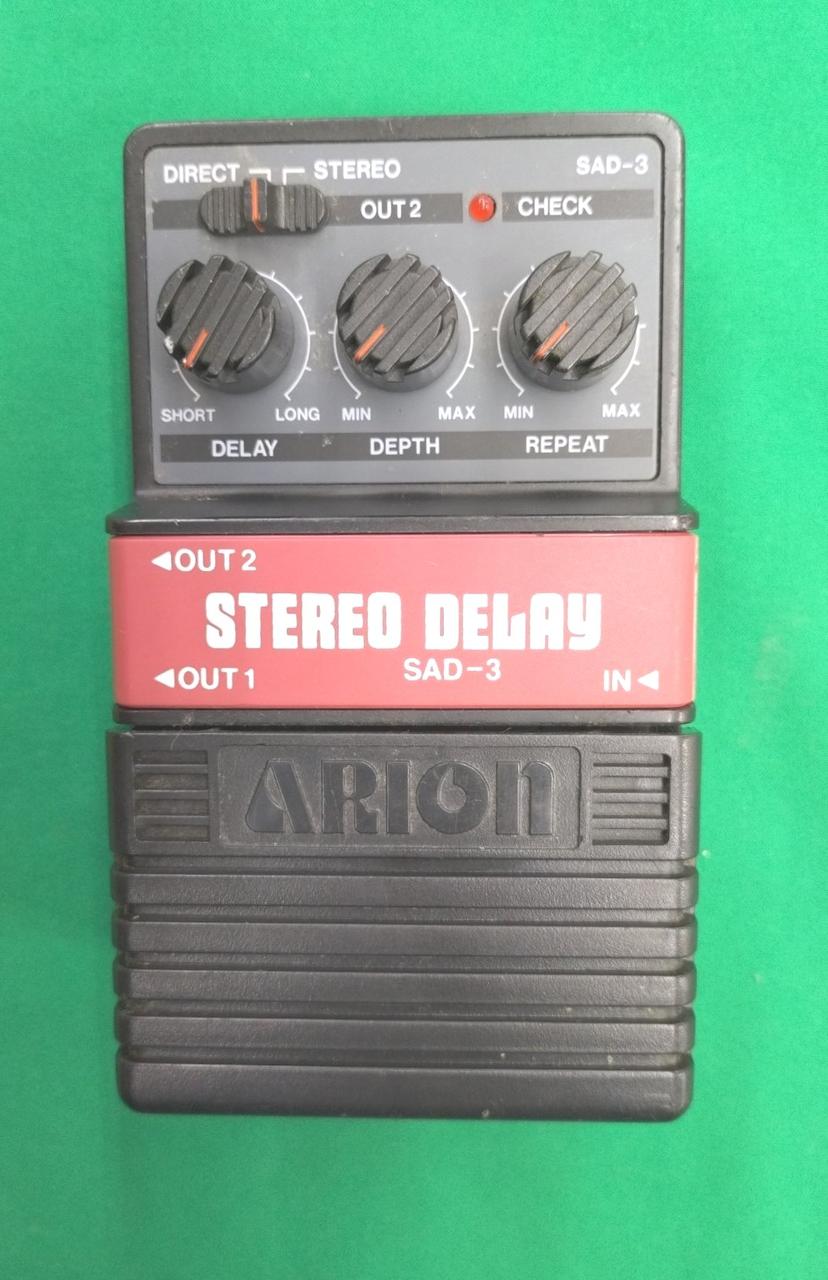 DIRECT STEREO SAD-3
OUT 2 CHECK
SHORT LONG MIN MAX MIN MAX
DELAY DEPTH REPEAT
◀OUT 2
STEREO DELAY
SAD-3
◀OUT 1 IN◀
ARION